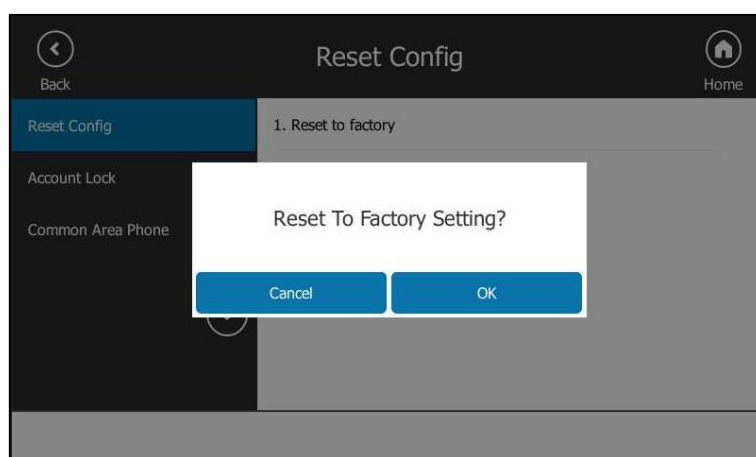 Reset Config
Back
Home
Reset Config
1. Reset to factory
Account Lock
Common Area Phone
Reset To Factory Setting?
Cancel
OK